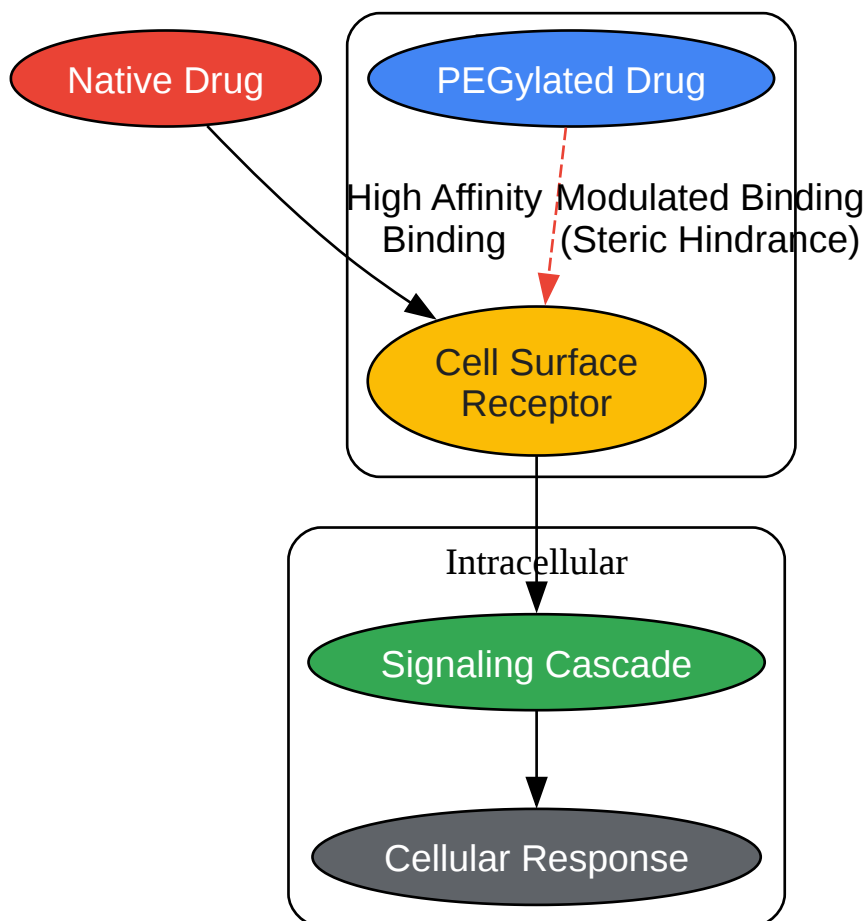 Native Drug
PEGylated Drug
High Affinity
Binding
Modulated Binding
(Steric Hindrance)
Cell Surface
Receptor
Intracellular
Signaling Cascade
Cellular Response